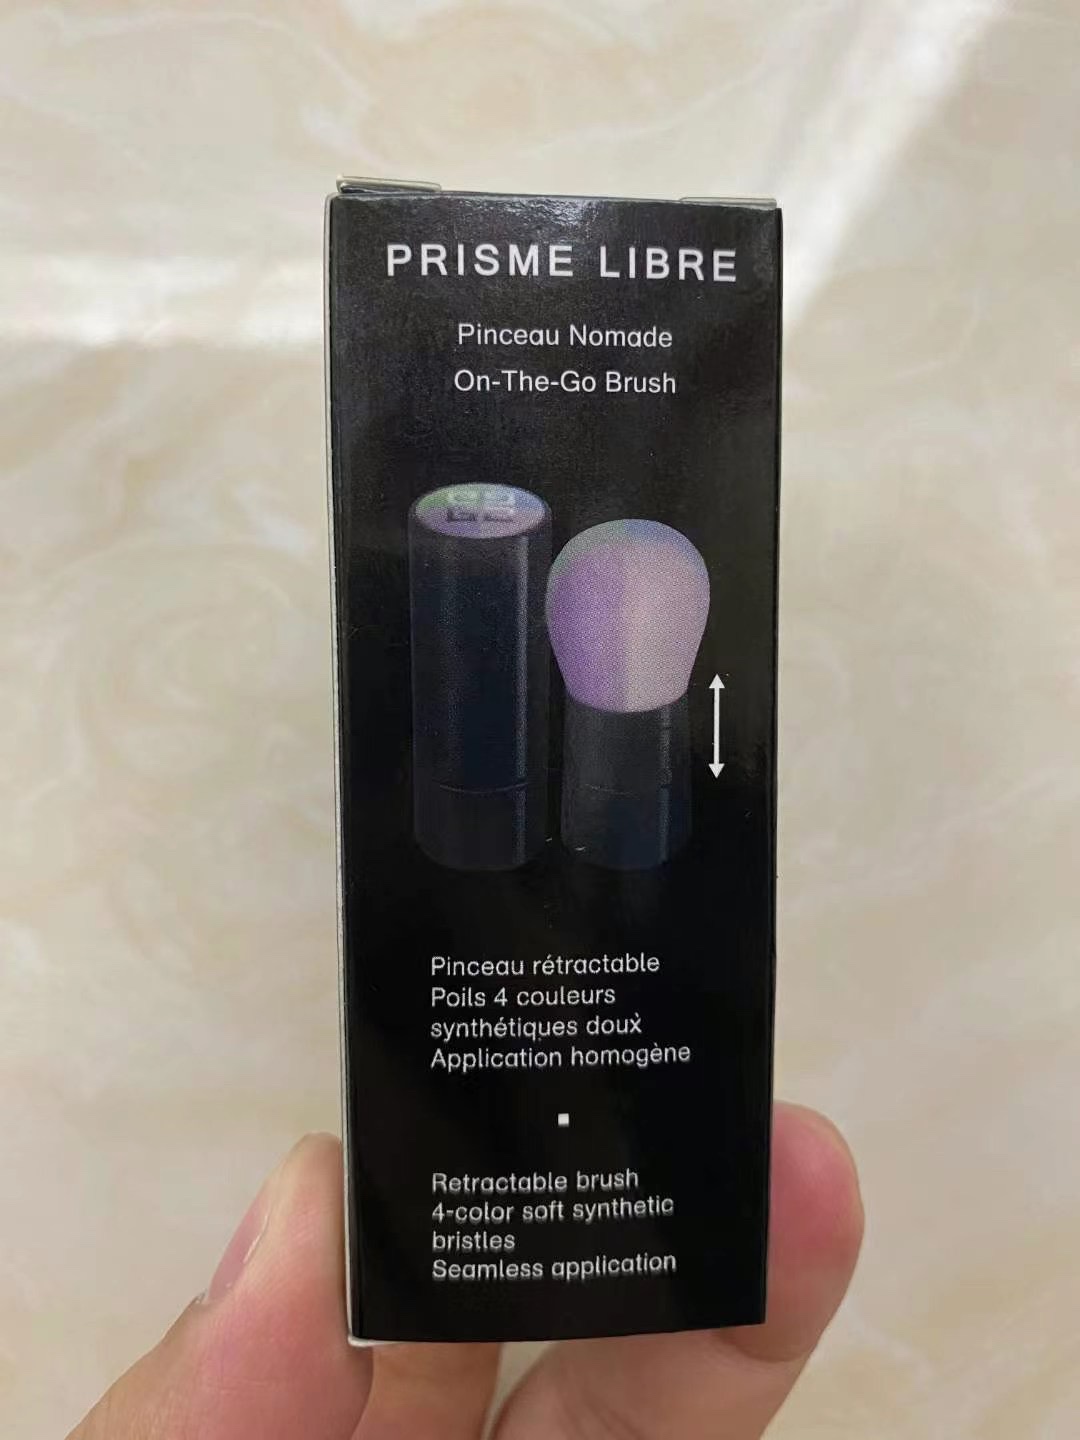 PRISME LIBRE
Pinceau Nomade
On-The-Go Brush
Pinceau rétractable
Poils 4 couleurs
synthétiques doux
Application homogène
Retractable brush
4-color soft synthetic
bristles
Seamless application